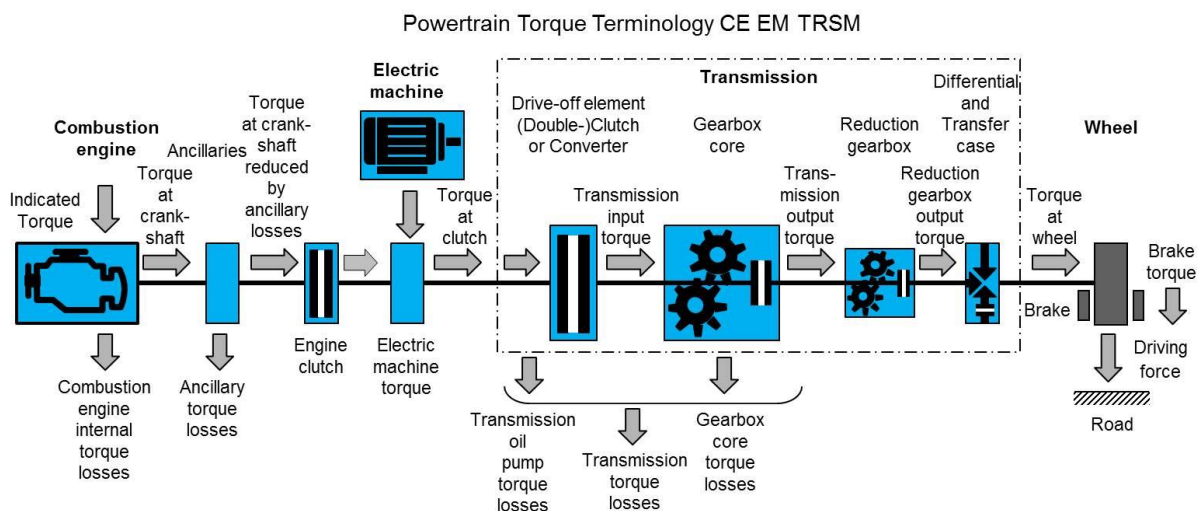 Powertrain Torque Terminology CE EM TRSM
Combustion
engine
Indicated
Torque
Torque
at
crank-
shaft
Ancillaries
Torque
at crank-
shaft
reduced
by
ancillary
losses
Electric
machine
Torque
at
clutch
Transmission
Drive-off element
(Double-)Clutch
or Converter
Transmission
input
torque
Gearbox
core
Trans-
mission
output
torque
Reduction
gearbox
Reduction
gearbox
output
torque
Differential
and
Transfer
case
Torque
at
wheel
Wheel
Brake
torque
Brake
Driving
force
Road
Combustion
engine
internal
torque
losses
Ancillary
torque
losses
Engine
clutch
Electric
machine
torque
Transmission
oil
pump
torque
losses
Transmission
torque
losses
Gearbox
core
torque
losses